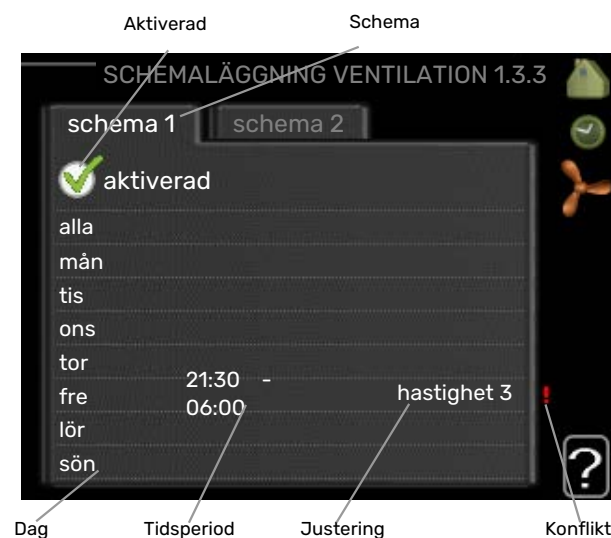 Aktiverad
Schema
SCHEMALÄGGNING VENTILATION 1.3.3
schema 1
schema 2
aktiverad
alla
mån
tis
ons
tor
fre
21:30 -
06:00
hastighet 3
!
lör
sön
?
Dag
Tidsperiod
Justering
Konflikt